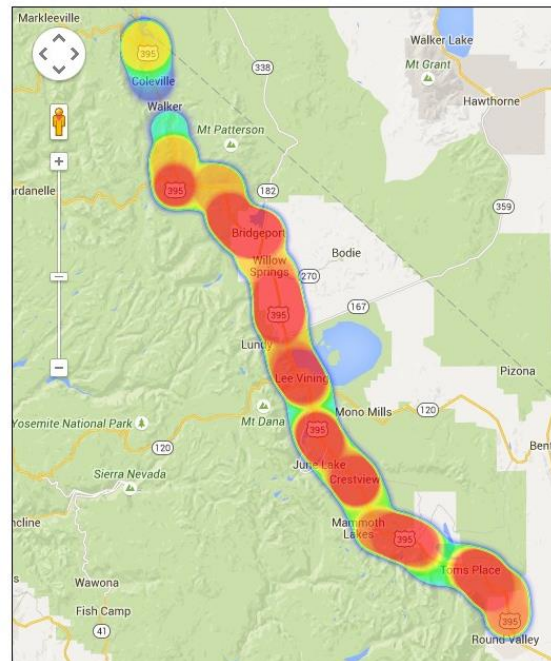 Markleeville
395
Walker Lake
338
Mt Grant
Coleville
Walker
Hawthorne
Mt Patterson
ardanelle
395
182
359
Bridgeport
Willow Springs
270
Bodie
395
167
Lundy
Lee Vining
Pizona
Mono Mills
120
Yosemite National Park
Mt Dana
395
120
Bent
June Lake
Crestview
Sierra Nevada
Mammoth Lakes
395
ncline
Toms Place
s
Wawona
Fish Camp
395
41
Round Valley